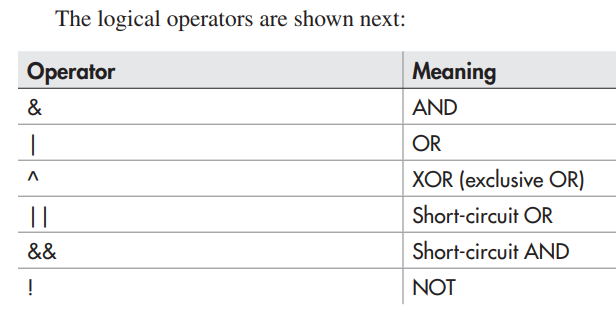 The logical operators are shown next:
Operator Meaning
& AND
| OR
^ XOR (exclusive OR)
|| Short-circuit OR
&& Short-circuit AND
! NOT